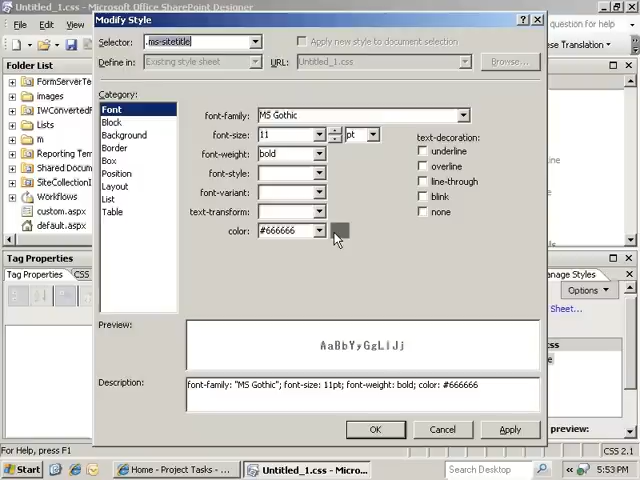 Untitled_1.css - Microsoft Office SharePoint Designer
File Edit
question for help
Chinese Translation
Folder List
FormServerTe
images
IWConvertedF
Lists
m
Reporting Tem
Shared Docum
SiteCollectionI
Workflows
custom.aspx
default.aspx
Tag Properties
Tag Properties CSS
Modify Style
Selector: .ms-sitetitle
Apply new style to document selection
Define in: Existing style sheet URL: Untitled_1.css Browse...
Category:
Font
Block
Background
Border
Box
Position
Layout
List
Table
font-family: MS Gothic
font-size: 11 pt
font-weight: bold
font-style:
font-variant:
text-transform:
color: #666666
text-decoration:
underline
overline
line-through
blink
none
Preview:
AaBbYyGgLlJj
Description:
font-family: "MS Gothic"; font-size: 11pt; font-weight: bold; color: #666666
OK Cancel Apply
anage Styles
Options
Sheet...
css
preview:
For Help, press F1
CSS 2.1
Start
Home - Project Tasks - ...
Untitled_1.css - Micros...
Search Desktop
5:53 PM